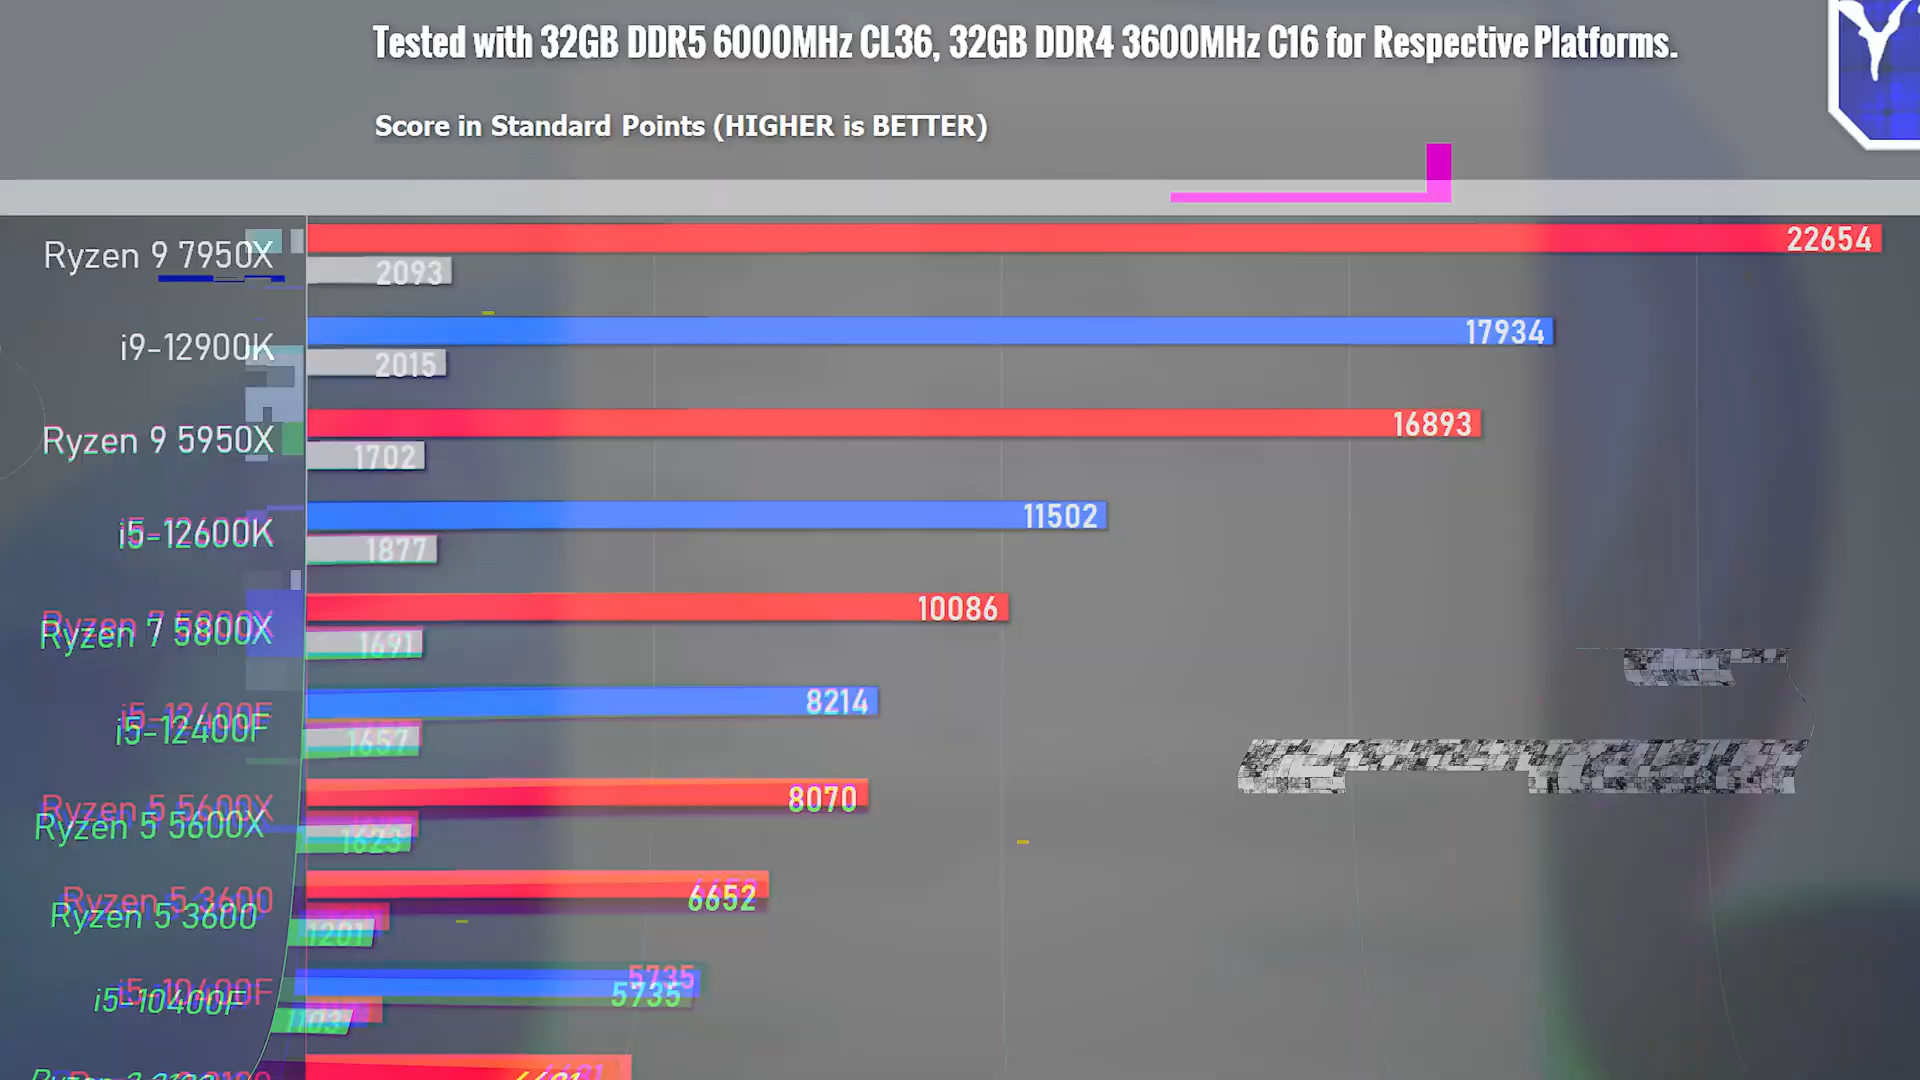 Tested with 32GB DDR5 6000MHz CL36, 32GB DDR4 3600MHz C16 for Respective Platforms.
Score in Standard Points (HIGHER is BETTER)
Ryzen 9 7950X 22654
2093
i9-12900K 17934
2015
Ryzen 9 5950X 16893
1702
i5-12600K 11502
1877
Ryzen 7 5800X 10086
1691
i5-12400F 8214
1657
Ryzen 5 5600X 8070
1623
Ryzen 5 3600 6652
1201
i5-10400F 5735
1103